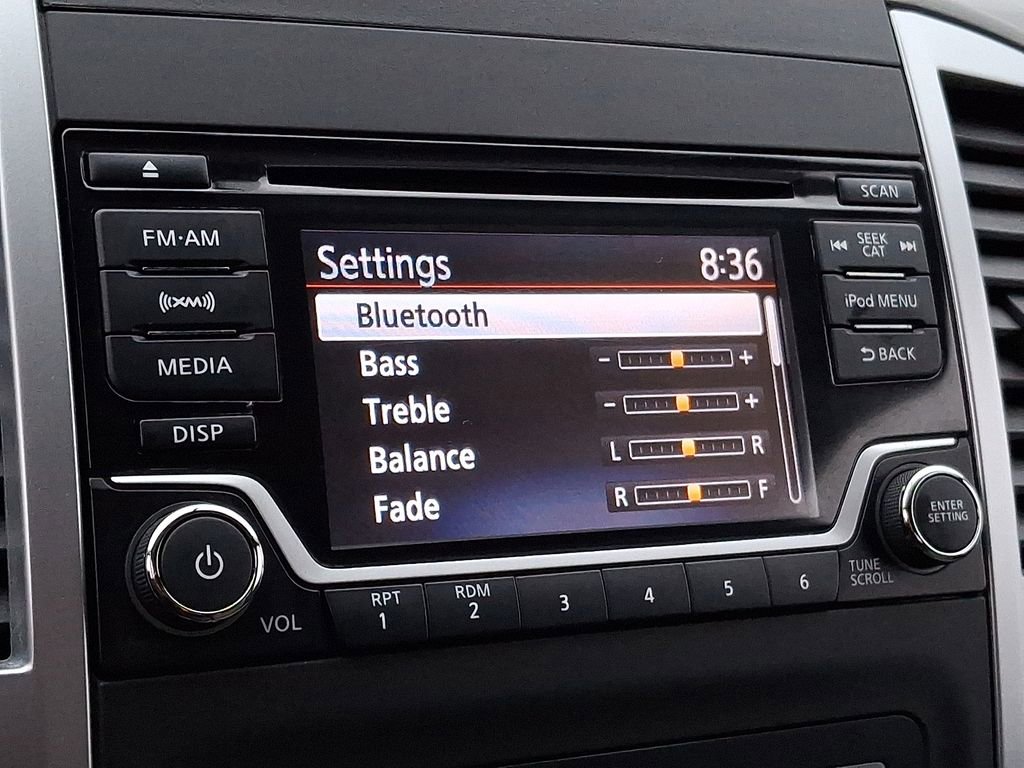 SCAN
FM·AM
SEEK
CAT
XM
iPod MENU
MEDIA
BACK
DISP
Settings 8:36
Bluetooth
Bass - +
Treble - +
Balance L R
Fade R F
ENTER
SETTING
TUNE
SCROLL
VOL
RPT
1
RDM
2
3
4
5
6